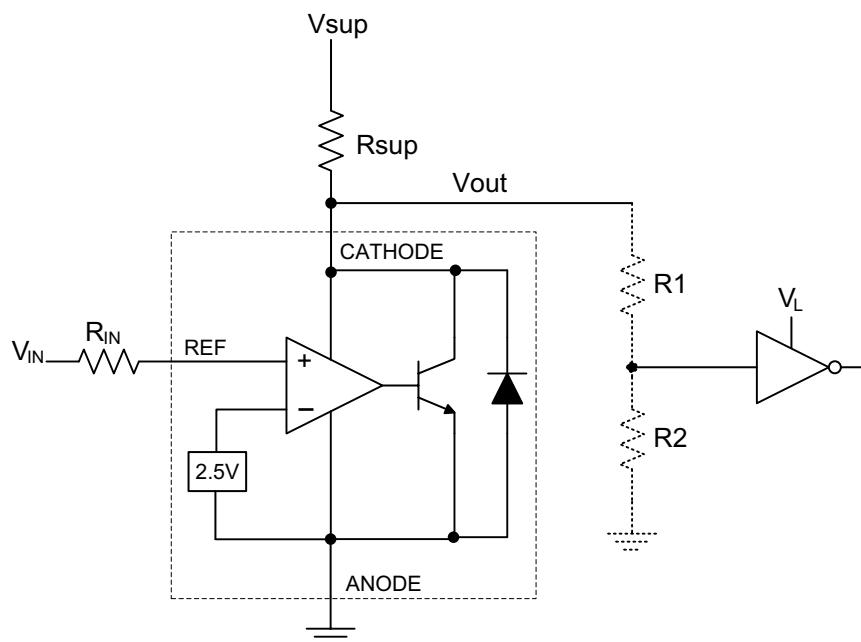 Vsup
Rsup
Vout
CATHODE
R1
VL
RIN
VIN
REF
+
−
2.5V
R2
ANODE